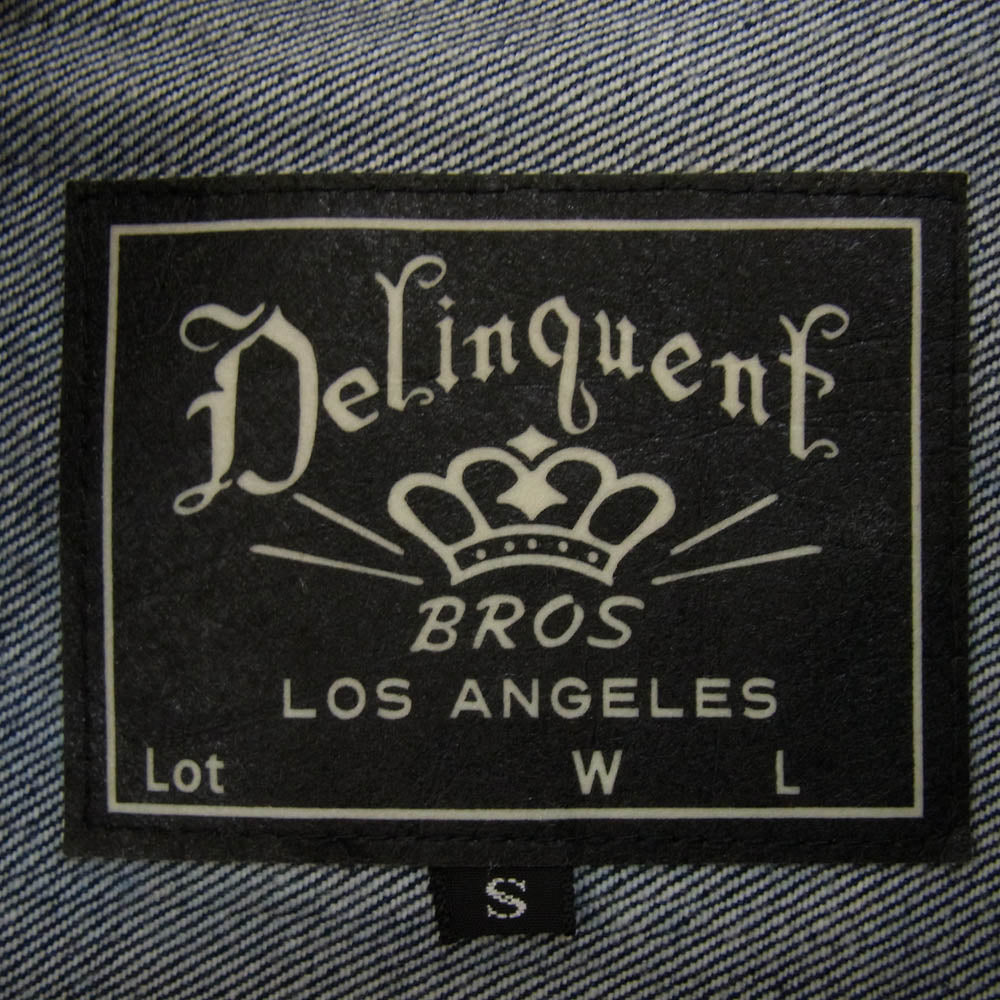 Delinquent
BROS
LOS ANGELES
Lot W L
S